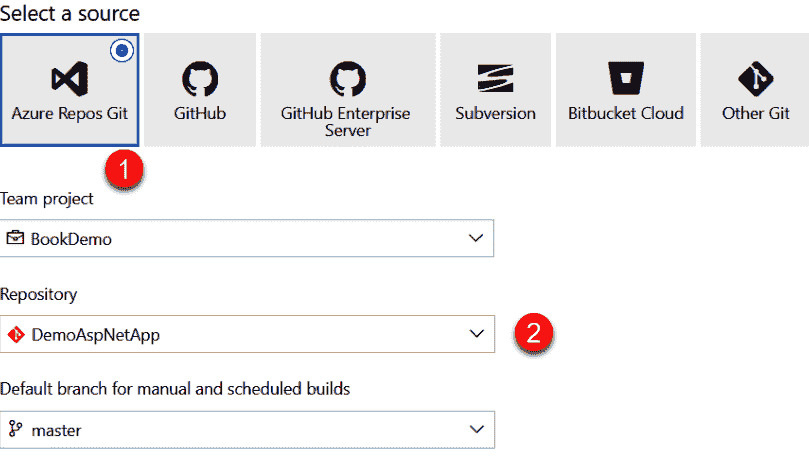 Select a source
Azure Repos Git
GitHub
GitHub Enterprise
Server
Subversion
Bitbucket Cloud
Other Git
1
Team project
BookDemo
Repository
DemoAspNetApp
2
Default branch for manual and scheduled builds
master